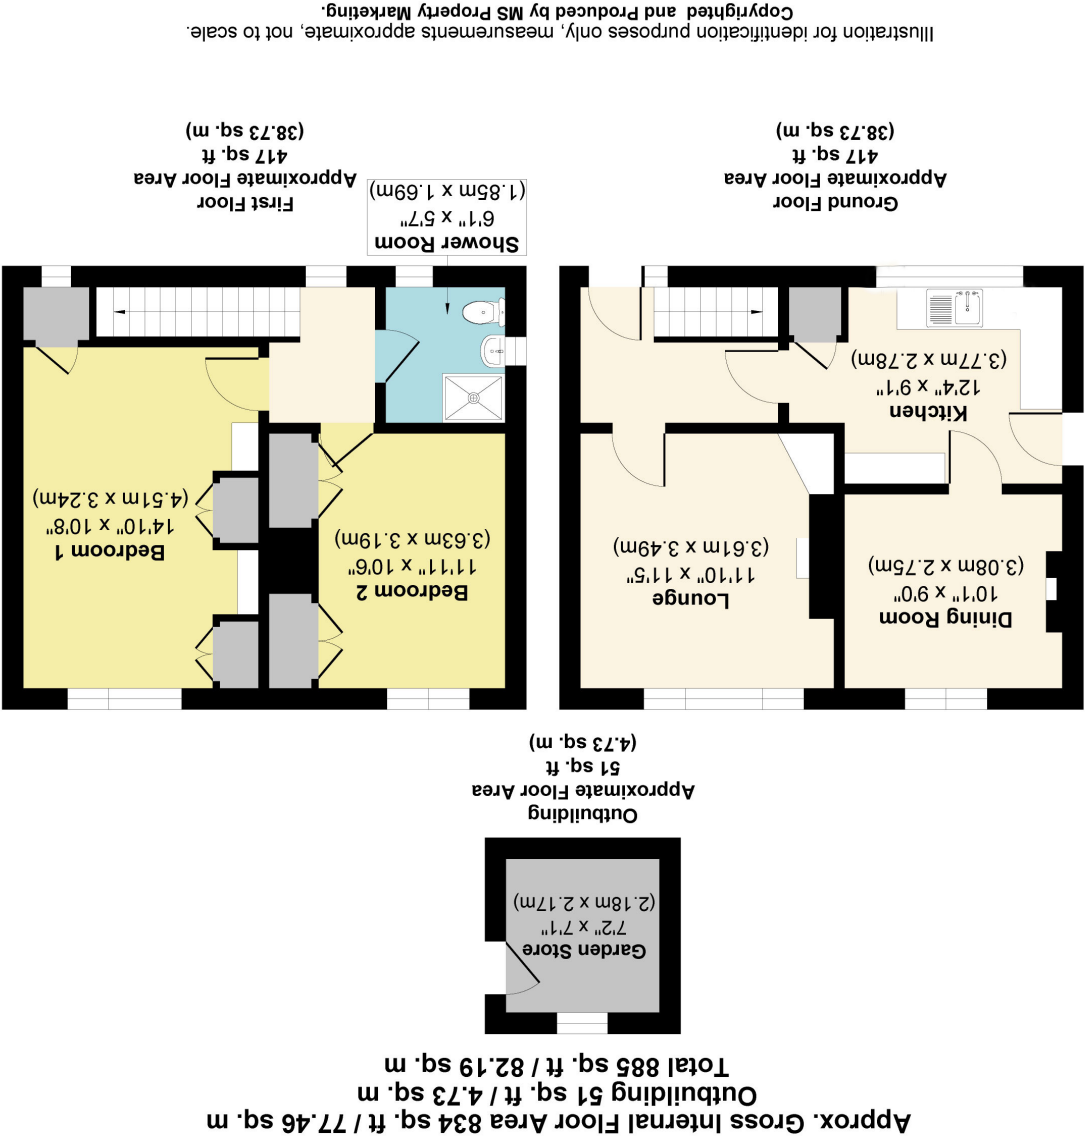 Approx. Gross Internal Floor Area 834 sq. ft / 77.46 sq. m
Outbuilding 51 sq. ft / 4.73 sq. m
Total 885 sq. ft / 82.19 sq. m
Garden Store
7'2" x 7'1"
(2.18m x 2.17m)
Outbuilding
Approximate Floor Area
51 sq. ft
(4.73 sq. m)
Dining Room
10'1" x 9'0"
(3.08m x 2.75m)
Lounge
11'10" x 11'5"
(3.61m x 3.49m)
Kitchen
12'4" x 9'1"
(3.77m x 2.78m)
Ground Floor
Approximate Floor Area
417 sq. ft
(38.73 sq. m)
Bedroom 2
11'11" x 10'6"
(3.63m x 3.19m)
Bedroom 1
14'10" x 10'8"
(4.51m x 3.24m)
Shower Room
6'1" x 5'7"
(1.85m x 1.69m)
First Floor
Approximate Floor Area
417 sq. ft
(38.73 sq. m)
Illustration for identification purposes only, measurements approximate, not to scale.
Copyrighted and Produced by MS Property Marketing.